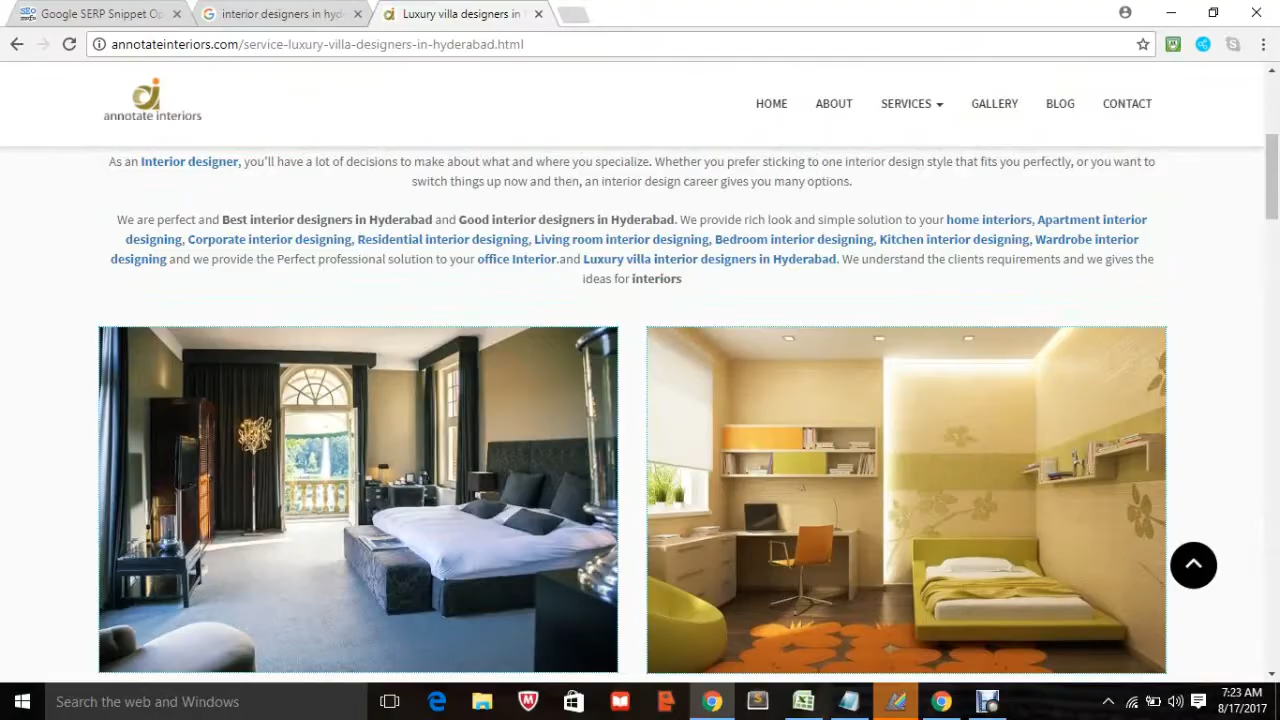 Google SERP Snippet Op
interior designers in hyd
Luxury villa designers in
annotateinteriors.com/service-luxury-villa-designers-in-hyderabad.html
annotate interiors
HOME ABOUT SERVICES GALLERY BLOG CONTACT
As an Interior designer, you'll have a lot of decisions to make about what and where you specialize. Whether you prefer sticking to one interior design style that fits you perfectly, or you want to
switch things up now and then, an interior design career gives you many options.
We are perfect and Best interior designers in Hyderabad and Good interior designers in Hyderabad. We provide rich look and simple solution to your home interiors, Apartment interior
designing, Corporate interior designing, Residential interior designing, Living room interior designing, Bedroom interior designing, Kitchen interior designing, Wardrobe interior
designing and we provide the Perfect professional solution to your office Interior.and Luxury villa interior designers in Hyderabad. We understand the clients requirements and we gives the
ideas for interiors
Search the web and Windows
7:23 AM
8/17/2017